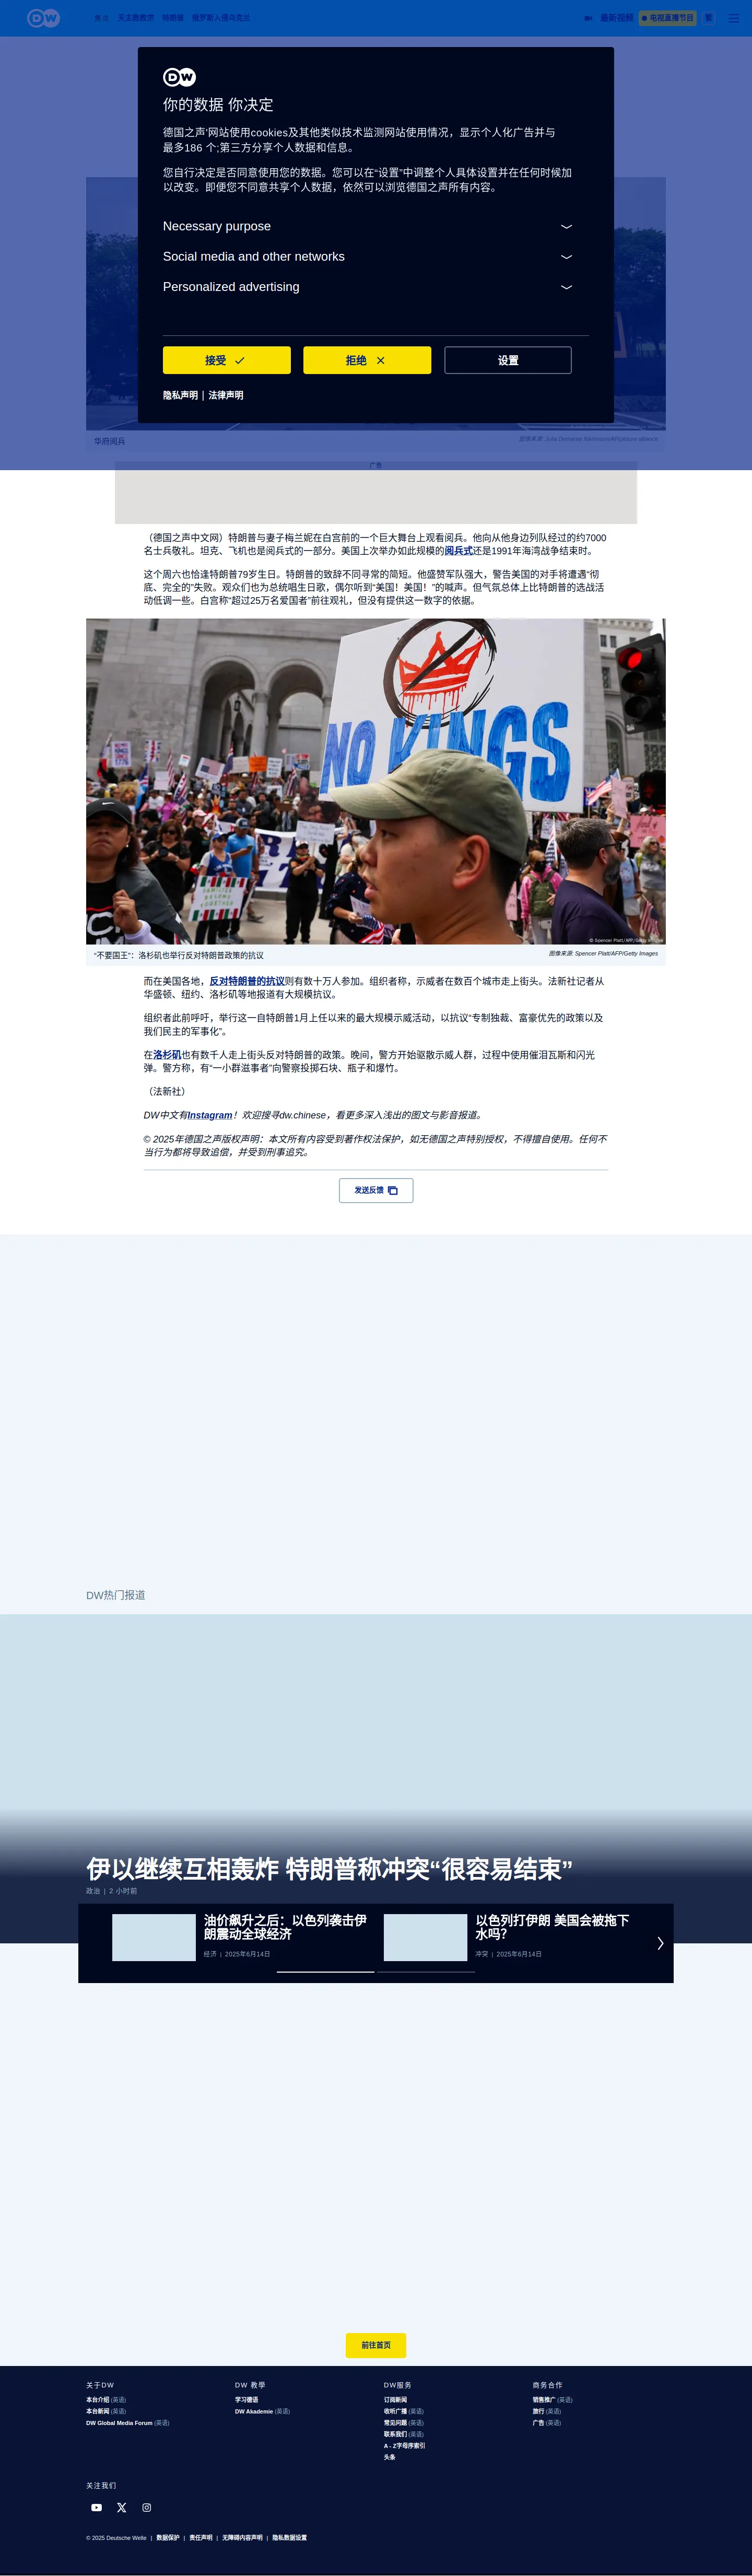 DW
焦点 天主教教宗 特朗普 俄罗斯入侵乌克兰 最新视频 电视直播节目 繁
DW
你的数据 你决定
德国之声'网站使用cookies及其他类似技术监测网站使用情况，显示个人化广告并与
最多186 个;第三方分享个人数据和信息。
您自行决定是否同意使用您的数据。您可以在“设置”中调整个人具体设置并在任何时候加
以改变。即便您不同意共享个人数据，依然可以浏览德国之声所有内容。
Necessary purpose
Social media and other networks
Personalized advertising
接受 拒绝 设置
隐私声明 | 法律声明
华府阅兵
图像来源: Julia Demaree Nikhinson/AP/picture alliance
广告
（德国之声中文网）特朗普与妻子梅兰妮在白宫前的一个巨大舞台上观看阅兵。他向从他身边列队经过的约7000
名士兵敬礼。坦克、飞机也是阅兵式的一部分。美国上次举办如此规模的阅兵式还是1991年海湾战争结束时。
这个周六也恰逢特朗普79岁生日。特朗普的致辞不同寻常的简短。他盛赞军队强大，警告美国的对手将遭遇“彻
底、完全的”失败。观众们也为总统唱生日歌，偶尔听到“美国！美国！”的喊声。但气氛总体上比特朗普的选战活
动低调一些。白宫称“超过25万名爱国者”前往观礼，但没有提供这一数字的依据。
NO KINGS
© Spencer Platt/AFP/Getty Images
“不要国王”：洛杉矶也举行反对特朗普政策的抗议
图像来源: Spencer Platt/AFP/Getty Images
而在美国各地，反对特朗普的抗议则有数十万人参加。组织者称，示威者在数百个城市走上街头。法新社记者从
华盛顿、纽约、洛杉矶等地报道有大规模抗议。
组织者此前呼吁，举行这一自特朗普1月上任以来的最大规模示威活动，以抗议“专制独裁、富豪优先的政策以及
我们民主的军事化”。
在洛杉矶也有数千人走上街头反对特朗普的政策。晚间，警方开始驱散示威人群，过程中使用催泪瓦斯和闪光
弹。警方称，有“一小群滋事者”向警察投掷石块、瓶子和爆竹。
（法新社）
DW中文有Instagram！欢迎搜寻dw.chinese，看更多深入浅出的图文与影音报道。
© 2025年德国之声版权声明：本文所有内容受到著作权法保护，如无德国之声特别授权，不得擅自使用。任何不
当行为都将导致追偿，并受到刑事追究。
发送反馈
DW热门报道
伊以继续互相轰炸 特朗普称冲突“很容易结束”
政治 | 2 小时前
油价飙升之后：以色列袭击伊
朗震动全球经济
经济 | 2025年6月14日
以色列打伊朗 美国会被拖下
水吗？
冲突 | 2025年6月14日
前往首页
关于DW
本台介绍 (英语)
本台新闻 (英语)
DW Global Media Forum (英语)
DW 教學
学习德语
DW Akademie (英语)
DW服务
订阅新闻
收听广播 (英语)
常见问题 (英语)
联系我们 (英语)
A - Z字母序索引
头条
商务合作
销售推广 (英语)
旅行 (英语)
广告 (英语)
关注我们
© 2025 Deutsche Welle | 数据保护 | 责任声明 | 无障碍内容声明 | 隐私数据设置